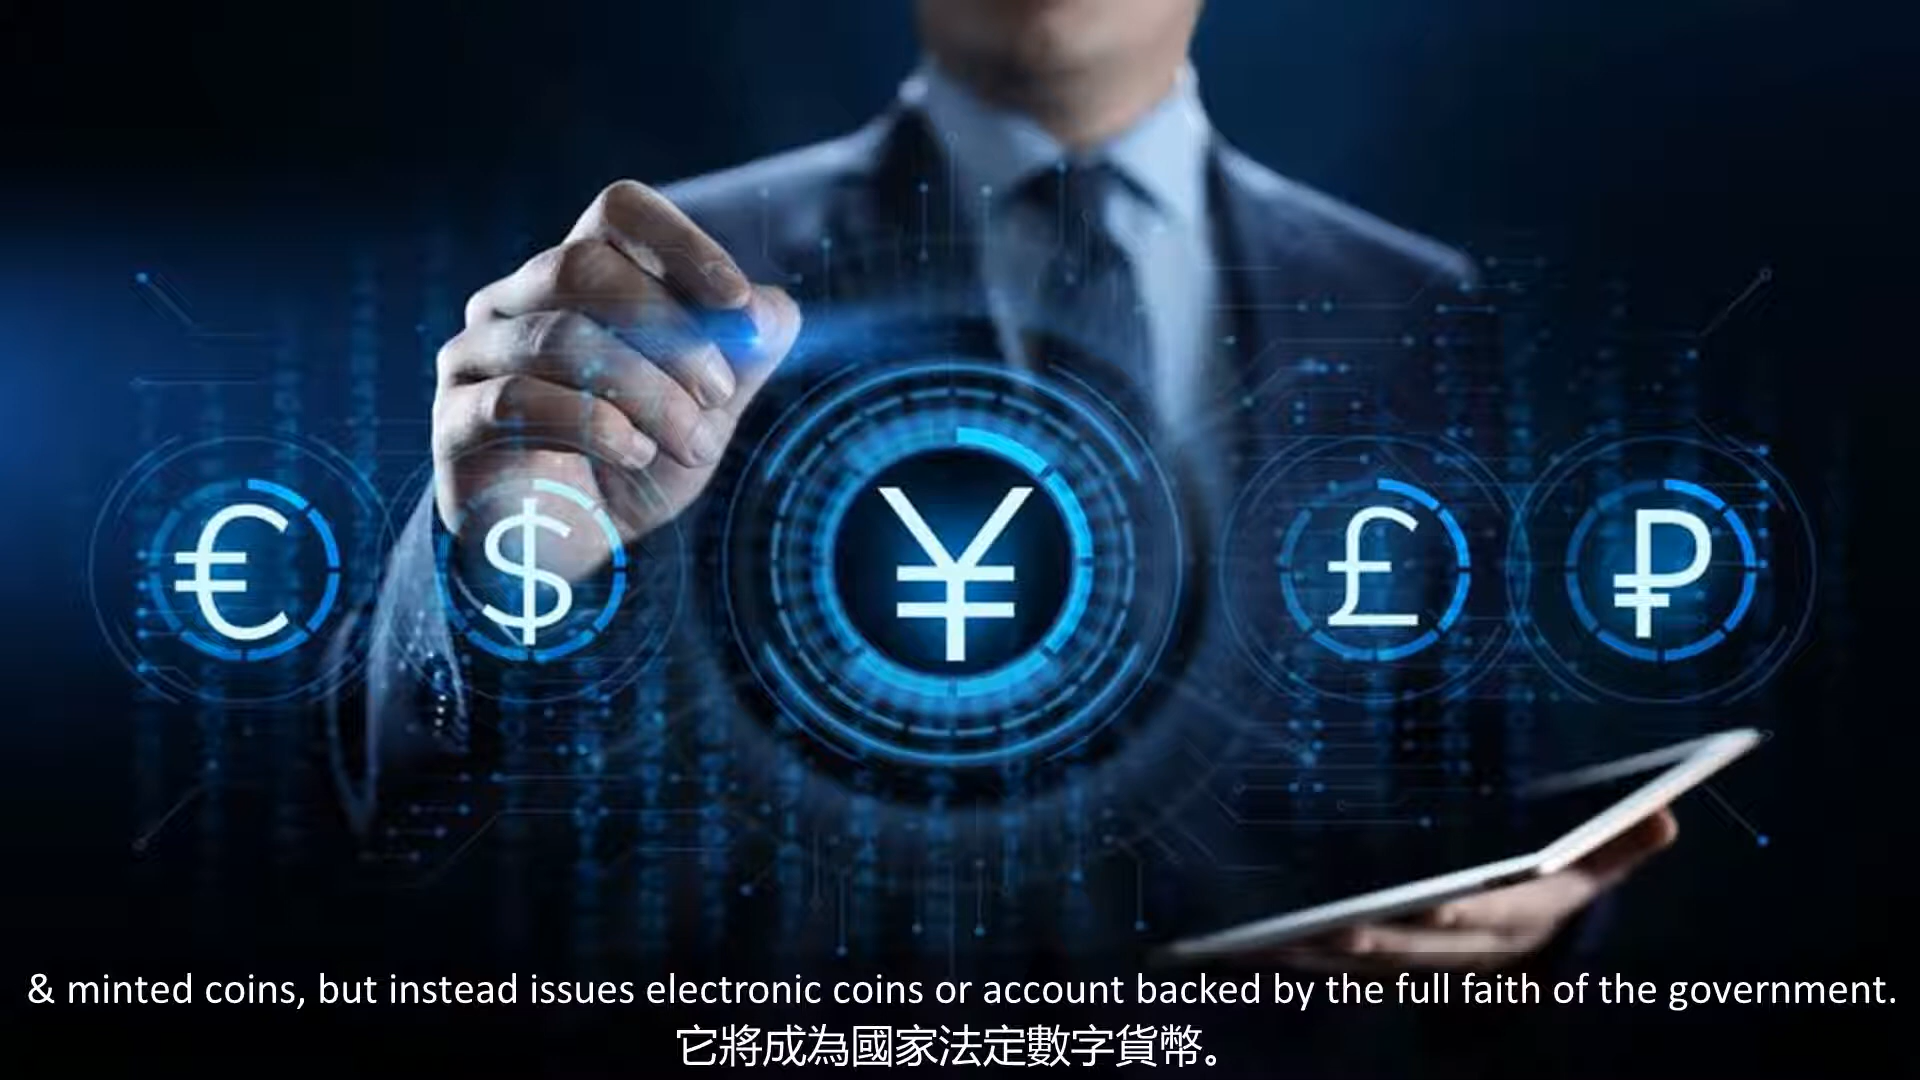 € $ ¥ £ ₽
& minted coins, but instead issues electronic coins or account backed by the full faith of the government.
它將成為國家法定數字貨幣。